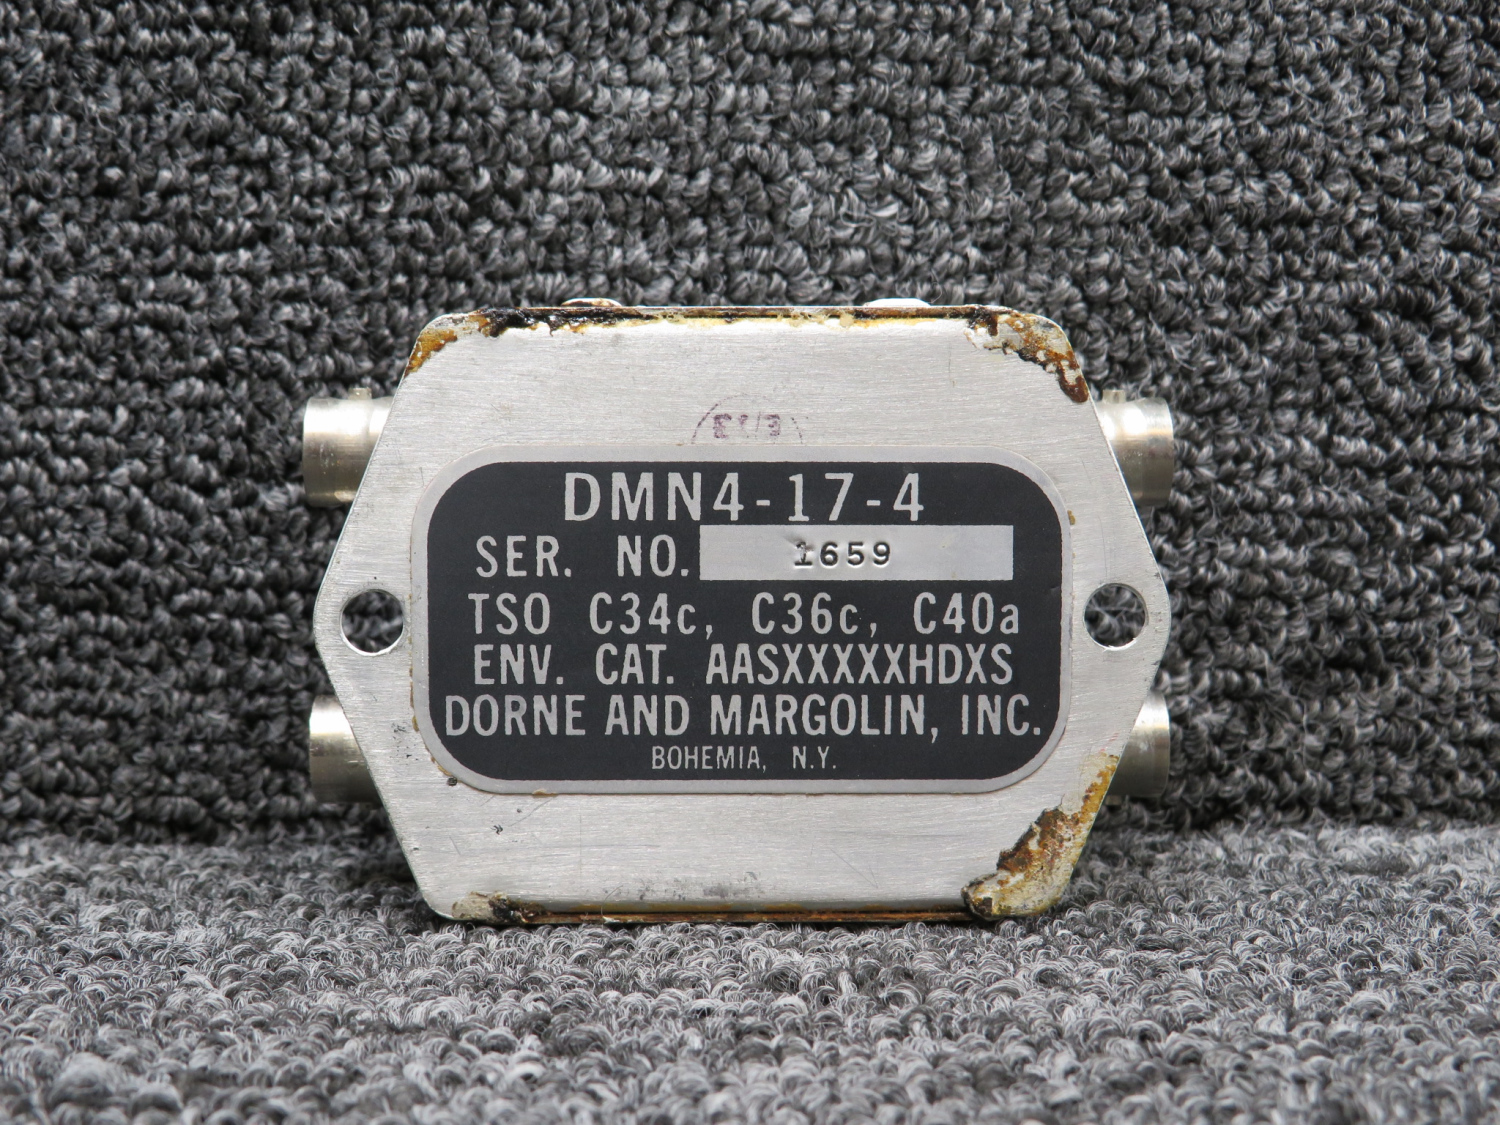 DMN4-17-4
SER. NO. 1659
TSO C34c, C36c, C40a
ENV. CAT. AASXXXXXHDXS
DORNE AND MARGOLIN, INC.
BOHEMIA, N.Y.